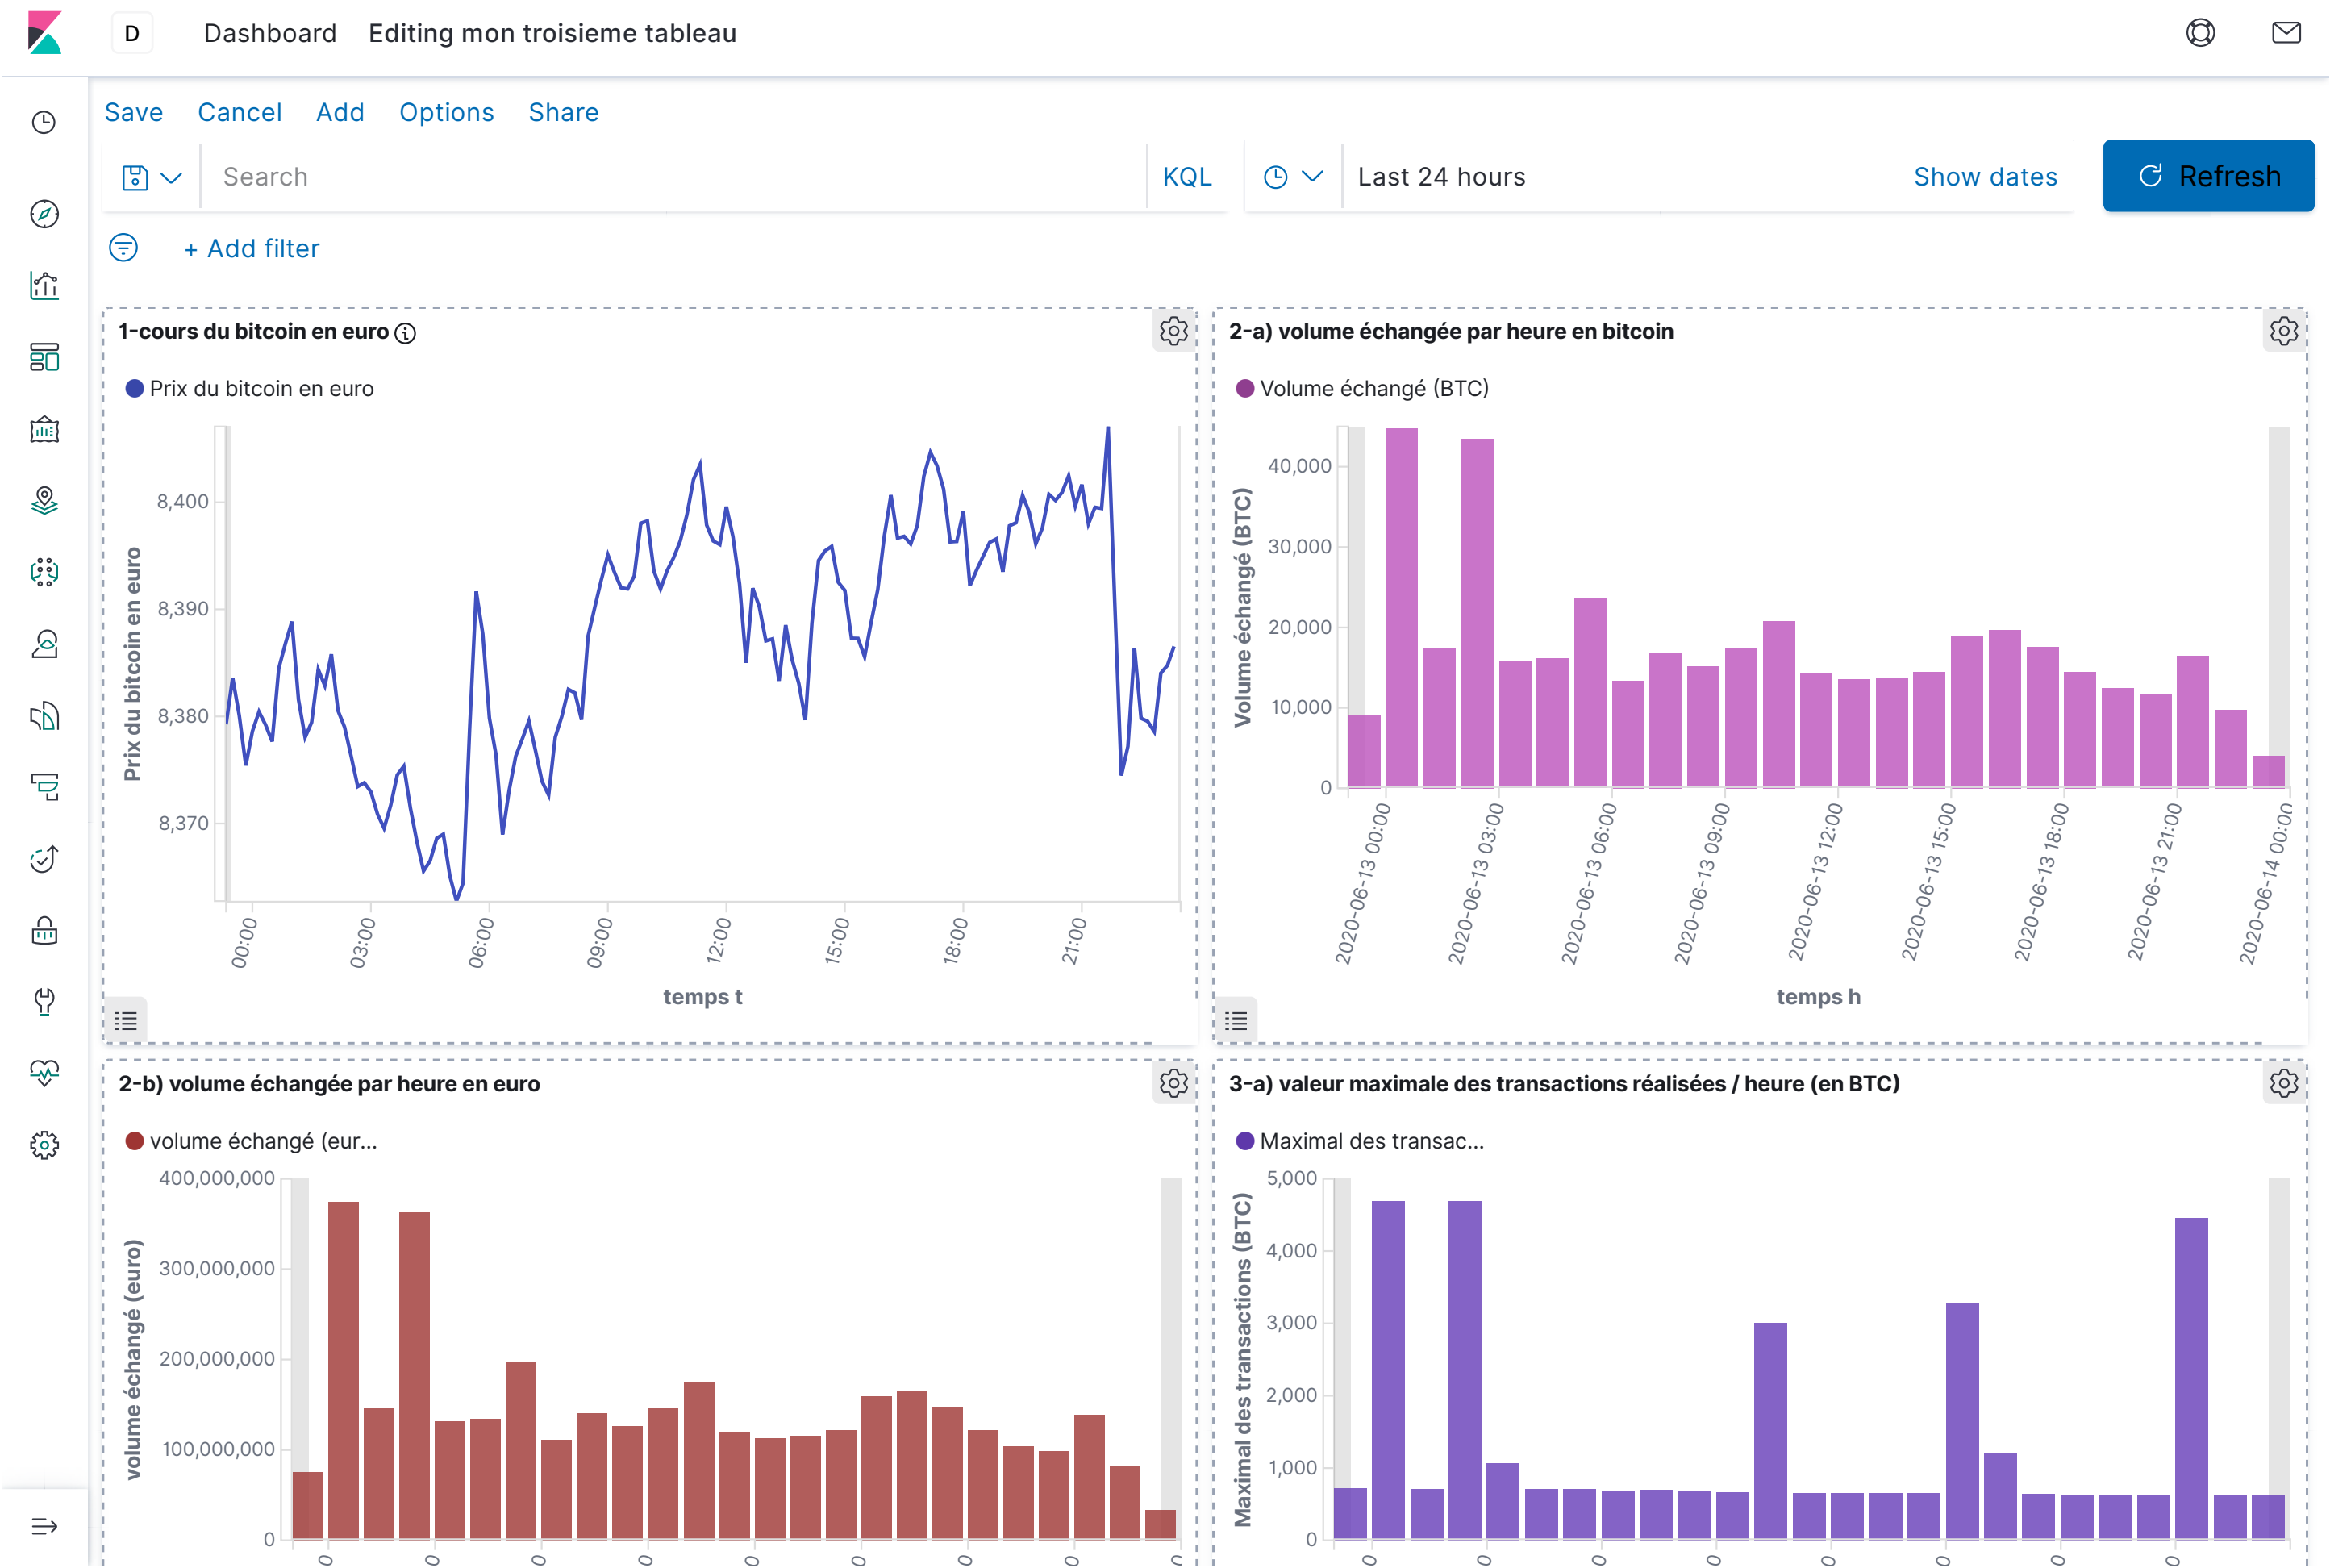 D Dashboard Editing mon troisieme tableau
Save Cancel Add Options Share
Search KQL Last 24 hours Show dates Refresh
+ Add filter
1-cours du bitcoin en euro
Prix du bitcoin en euro
Prix du bitcoin en euro
8,400
8,390
8,380
8,370
00:00 03:00 06:00 09:00 12:00 15:00 18:00 21:00
temps t
2-a) volume échangée par heure en bitcoin
Volume échangé (BTC)
Volume échangé (BTC)
40,000
30,000
20,000
10,000
0
2020-06-13 00:00 2020-06-13 03:00 2020-06-13 06:00 2020-06-13 09:00 2020-06-13 12:00 2020-06-13 15:00 2020-06-13 18:00 2020-06-13 21:00 2020-06-14 00:00
temps h
2-b) volume échangée par heure en euro
volume échangé (eur...
volume échangé (euro)
400,000,000
300,000,000
200,000,000
100,000,000
0
3-a) valeur maximale des transactions réalisées / heure (en BTC)
Maximal des transac...
Maximal des transactions (BTC)
5,000
4,000
3,000
2,000
1,000
0